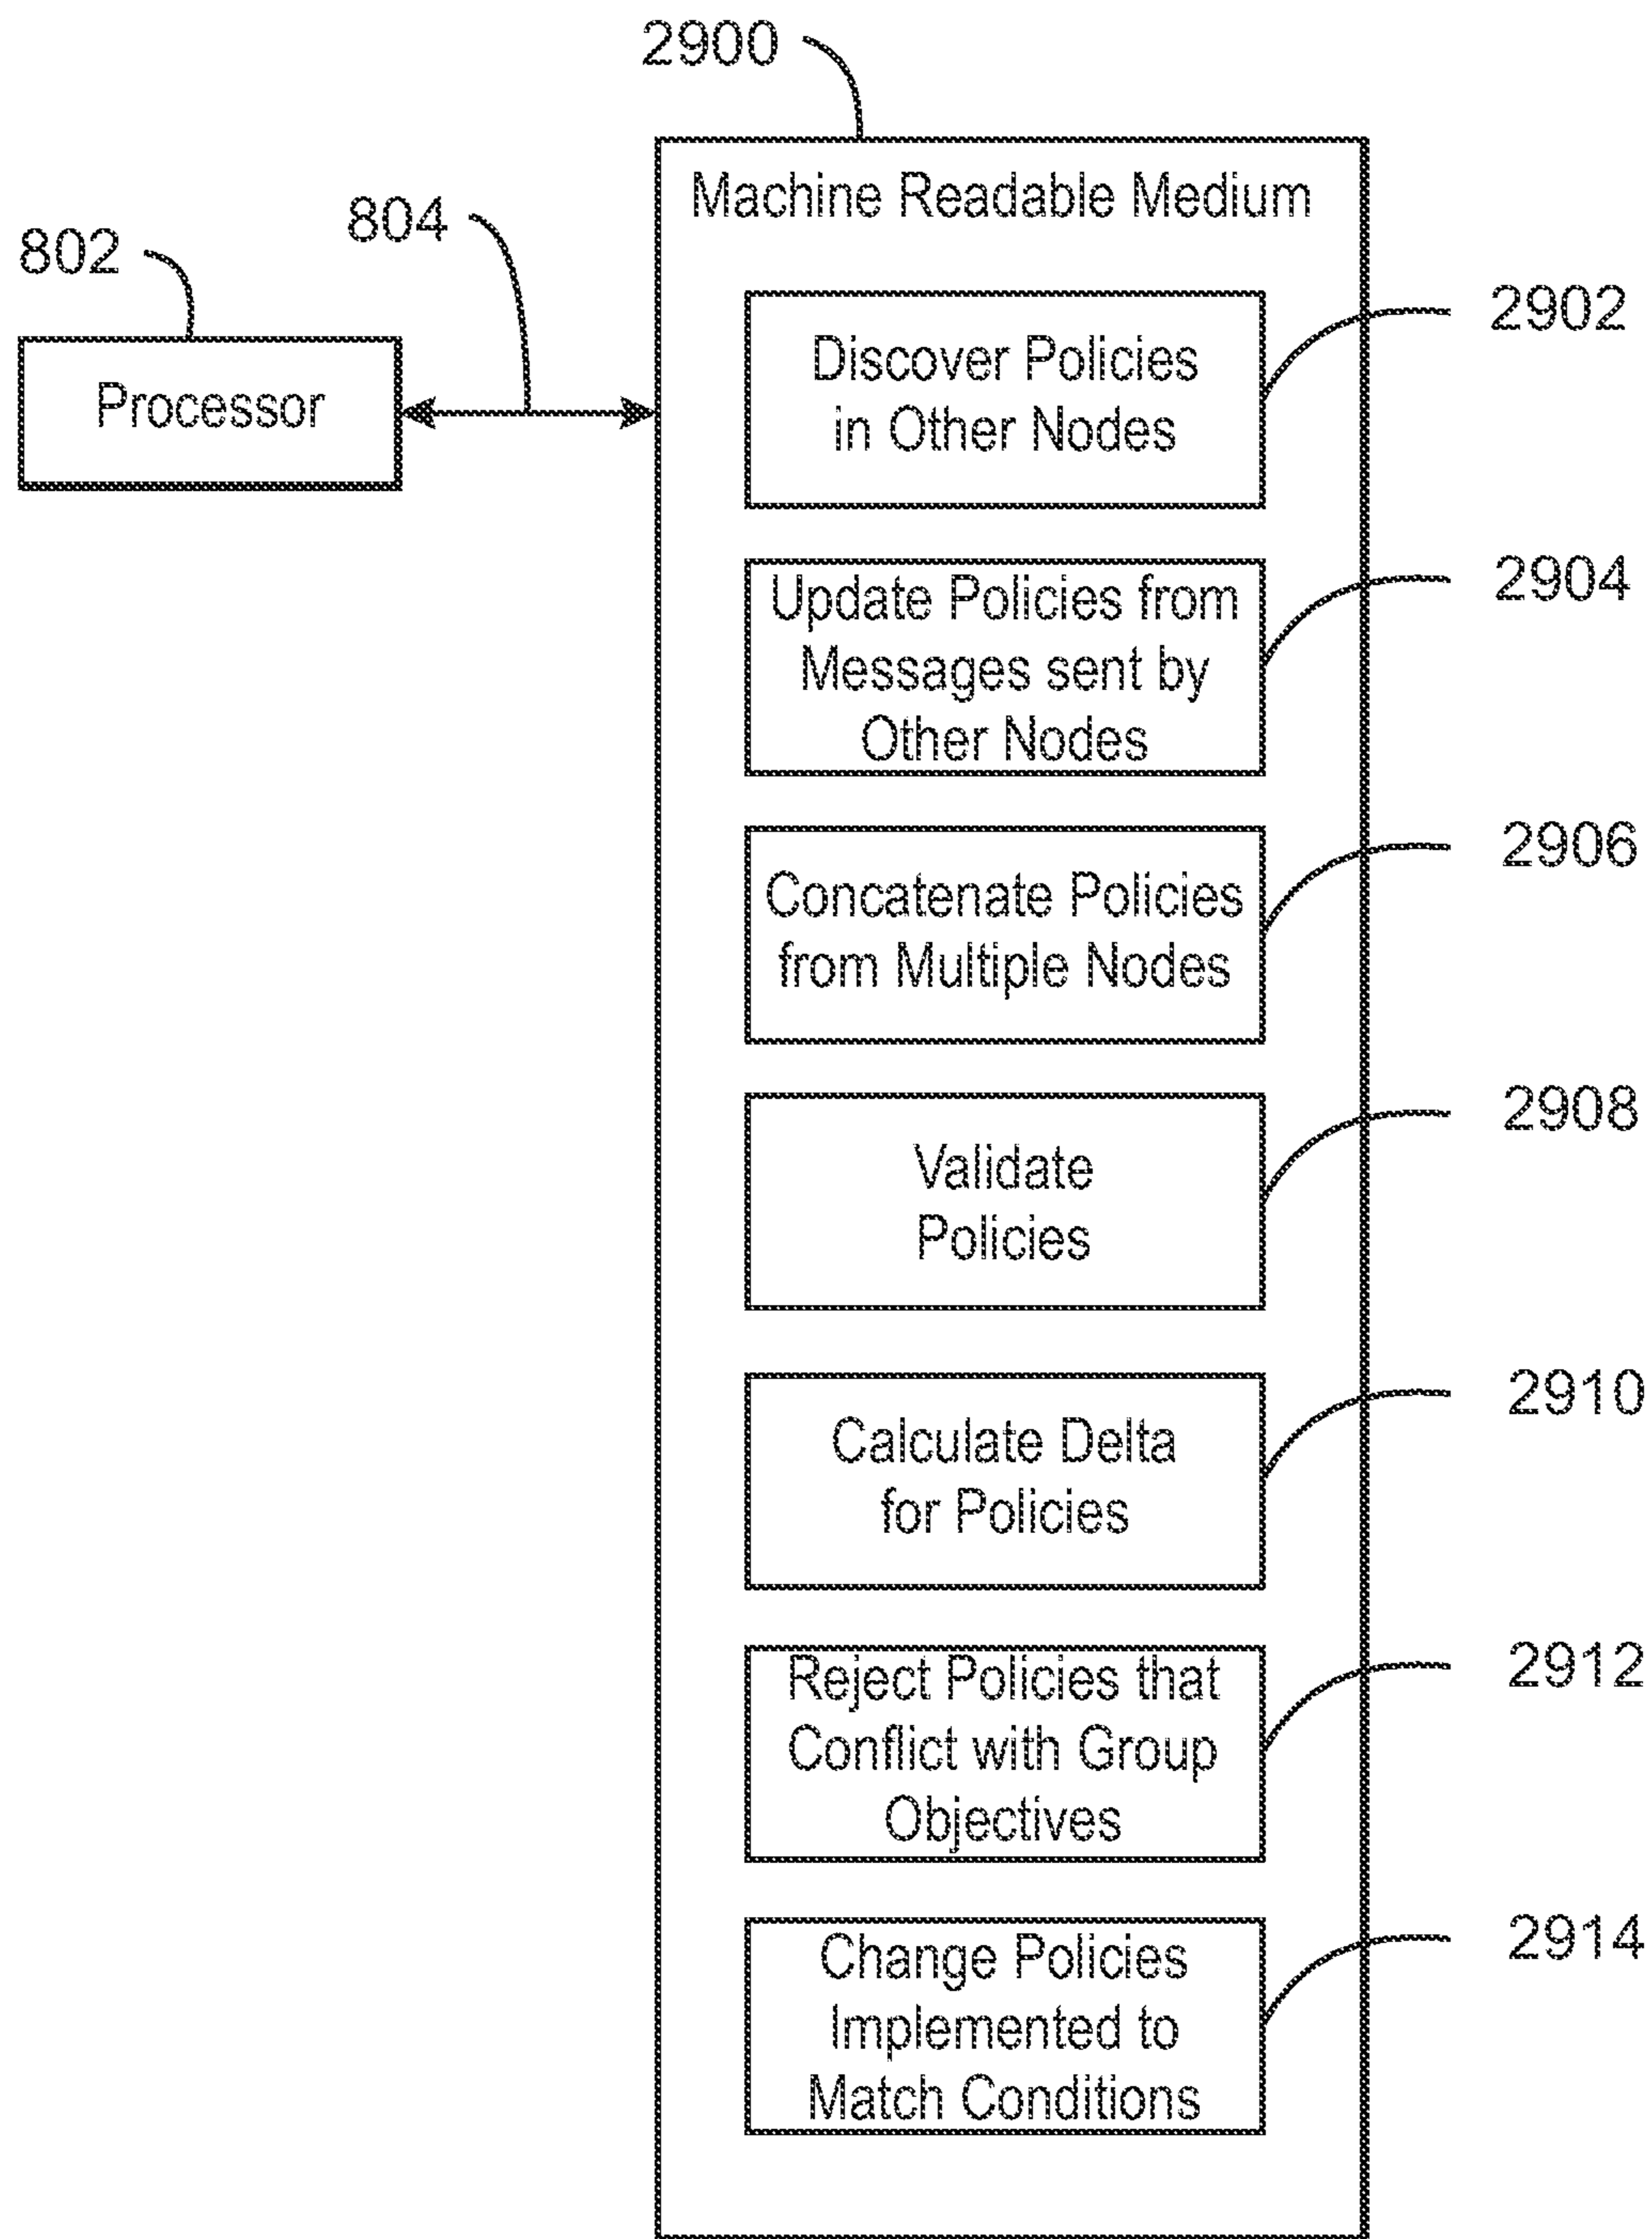 2900
Machine Readable Medium
804
802
Processor
Discover Policies
in Other Nodes
2902
Update Policies from
Messages sent by
Other Nodes
2904
Concatenate Policies
from Multiple Nodes
2906
Validate
Policies
2908
Calculate Delta
for Policies
2910
Reject Policies that
Conflict with Group
Objectives
2912
Change Policies
Implemented to
Match Conditions
2914